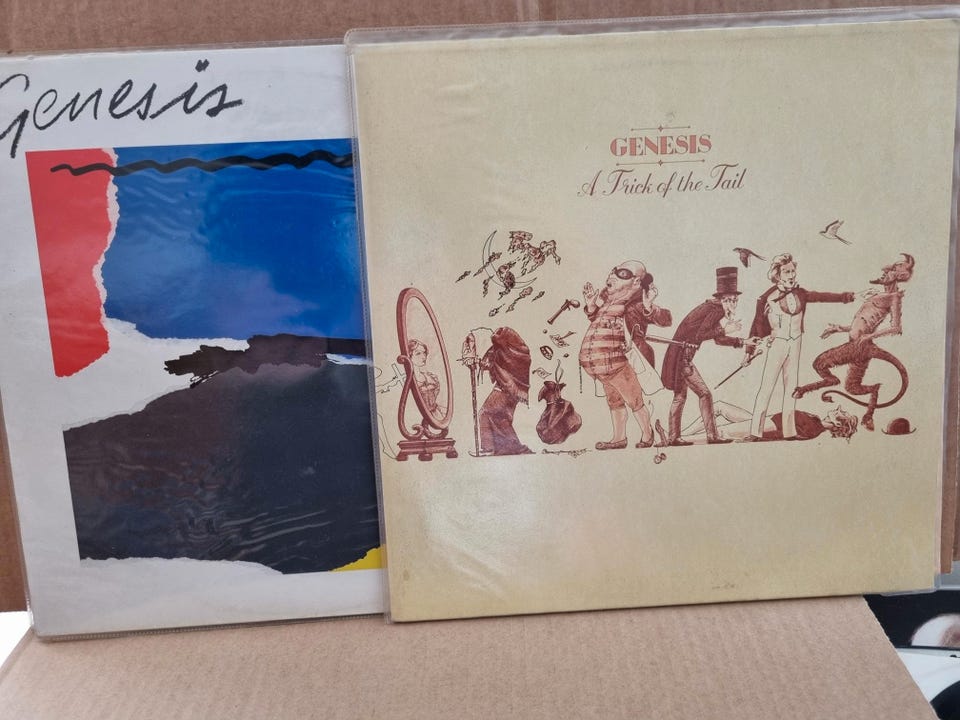 Genesis
GENESIS
A Trick of the Tail